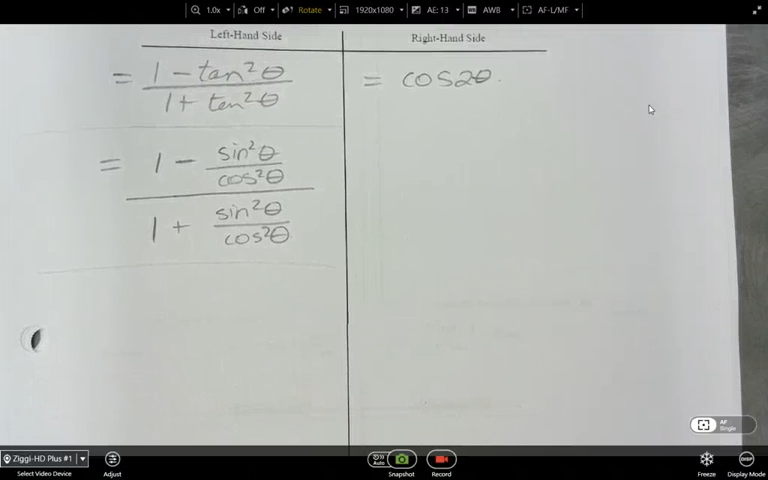 1.0x Off Rotate 1920x1080 AE: 13 AWB AF-L/MF
Left-Hand Side Right-Hand Side
= 1 - tan²θ / 1 + tan²θ = cos2θ.
= 1 - sin²θ/cos²θ
1 + sin²θ/cos²θ
AF
Single
Ziggi-HD Plus #1 Auto
Select Video Device Adjust Snapshot Record Freeze Display Mode
DISP